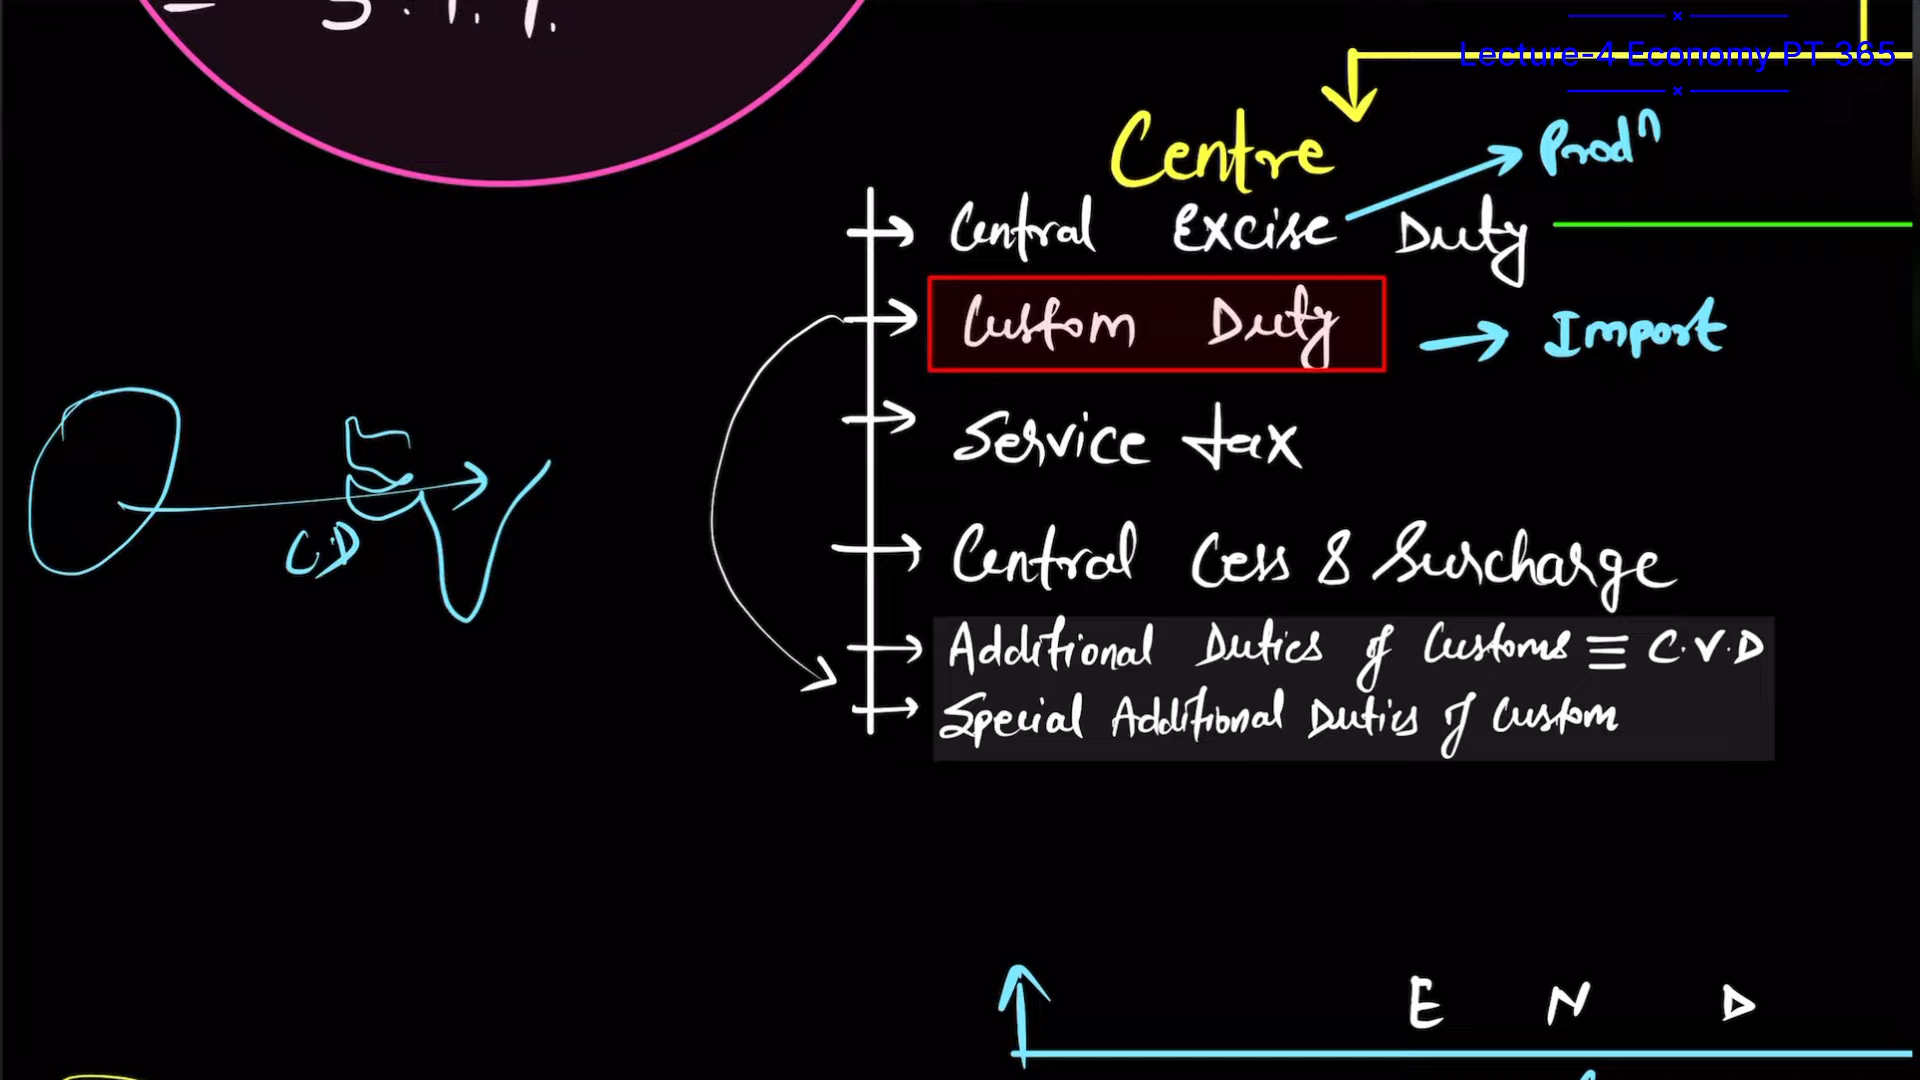 Lecture-4 Economy PT 365
Centre
Prodⁿ
Central Excise Duty
Custom Duty
Import
Service tax
C.D
Central Cess & Surcharge
Additional Duties of Customs ≡ C.V.D
Special Additional Duties of Custom
E N D